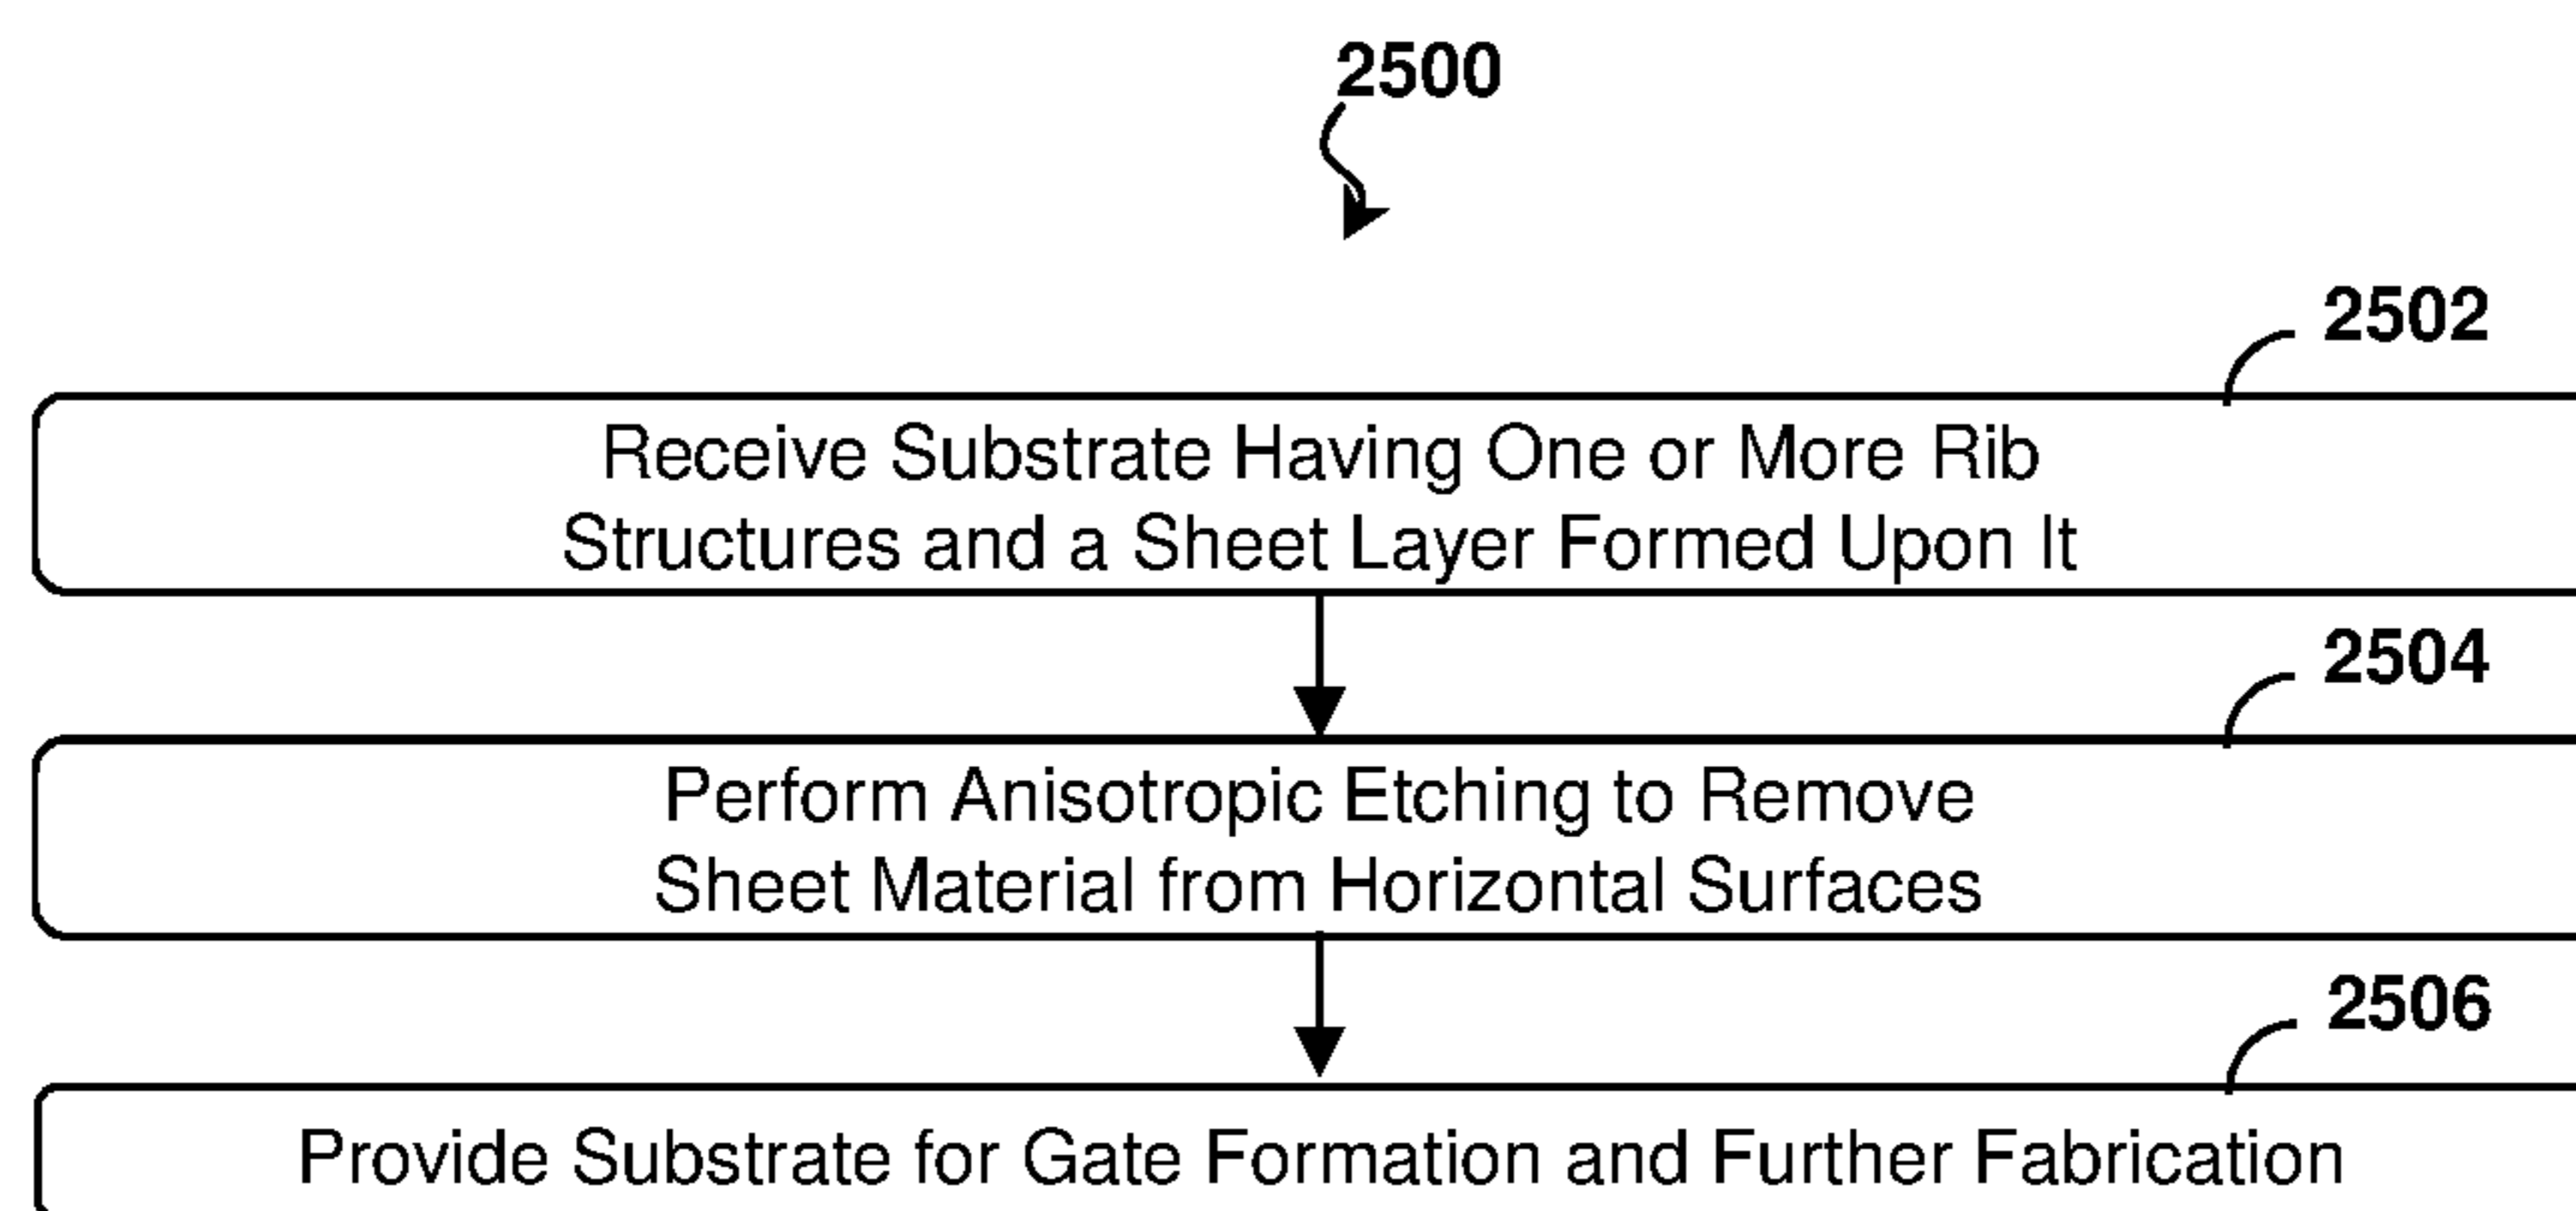 2500
2502
Receive Substrate Having One or More Rib
Structures and a Sheet Layer Formed Upon It
2504
Perform Anisotropic Etching to Remove
Sheet Material from Horizontal Surfaces
2506
Provide Substrate for Gate Formation and Further Fabrication